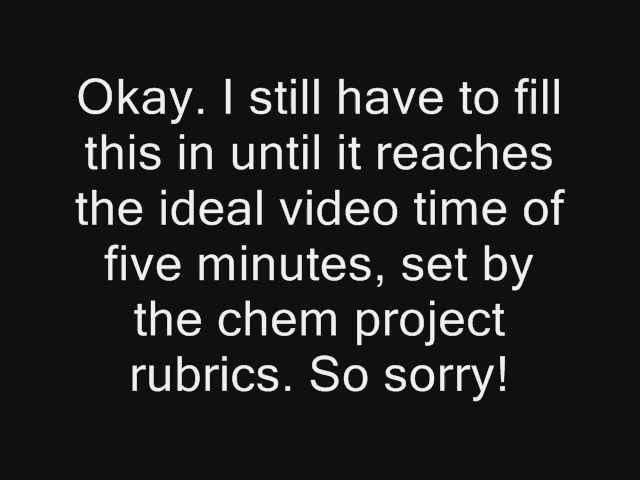 Okay. I still have to fill
this in until it reaches
the ideal video time of
five minutes, set by
the chem project
rubrics. So sorry!